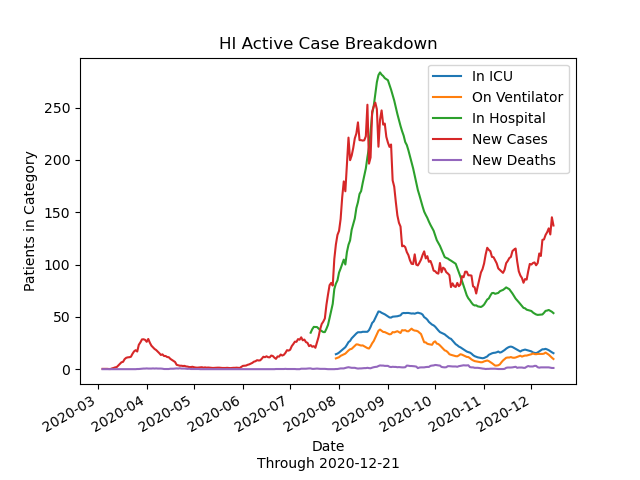 HI Active Case Breakdown
In ICU
On Ventilator
In Hospital
New Cases
New Deaths
Patients in Category
250
200
150
100
50
0
2020-03
2020-04
2020-05
2020-06
2020-07
2020-08
2020-09
2020-10
2020-11
2020-12
Date
Through 2020-12-21